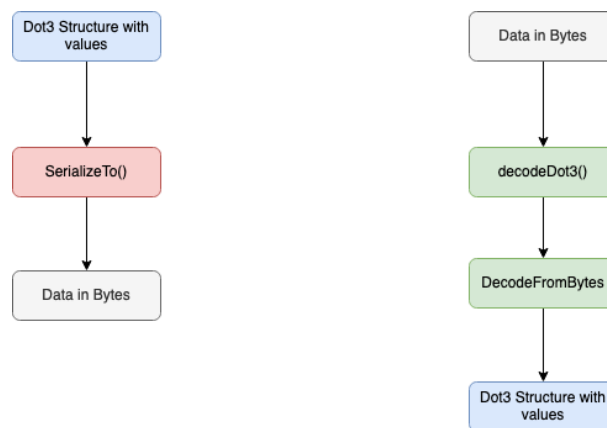 Dot3 Structure with
values
SerializeTo()
Data in Bytes
Data in Bytes
decodeDot3()
DecodeFromBytes
Dot3 Structure with
values